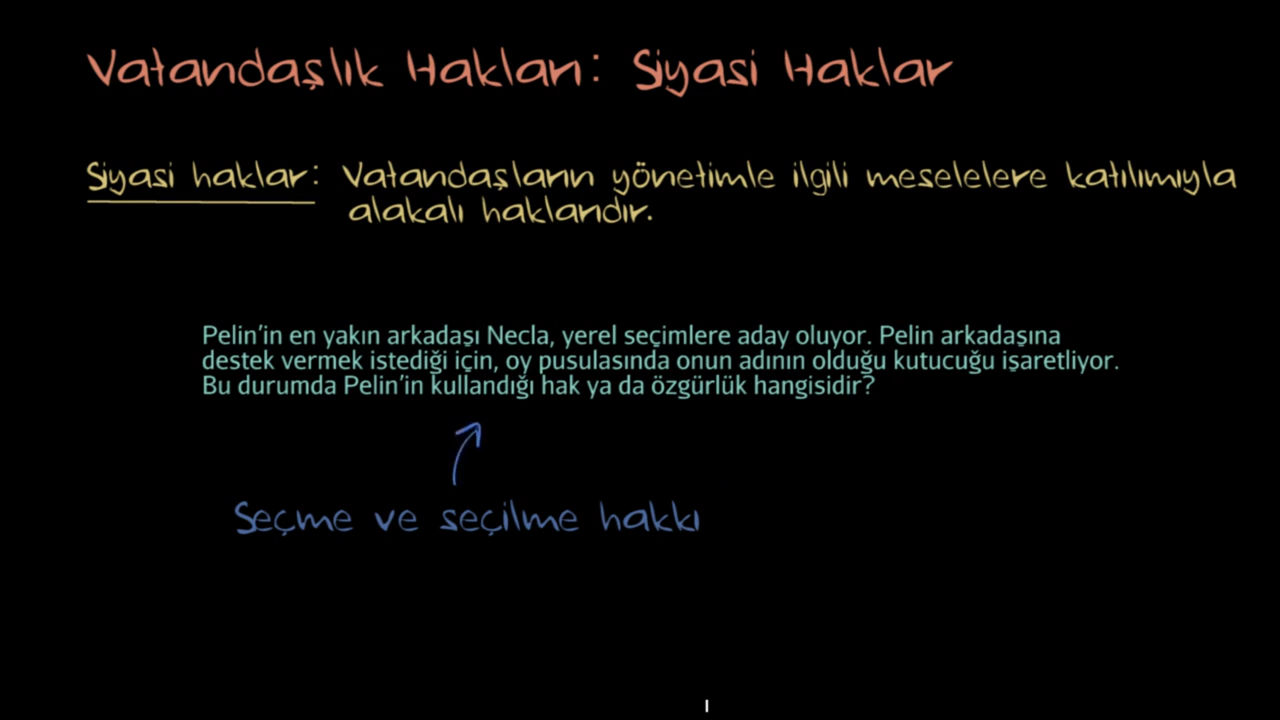 Vatandaşlık Hakları: Siyasi Haklar
Siyasi haklar: Vatandaşların yönetimle ilgili meselelere katılımıyla
alakalı haklarıdır.
Pelin'in en yakın arkadaşı Necla, yerel seçimlere aday oluyor. Pelin arkadaşına
destek vermek istediği için, oy pusulasında onun adının olduğu kutucuğu işaretliyor.
Bu durumda Pelin'in kullandığı hak ya da özgürlük hangisidir?
Seçme ve seçilme hakkı